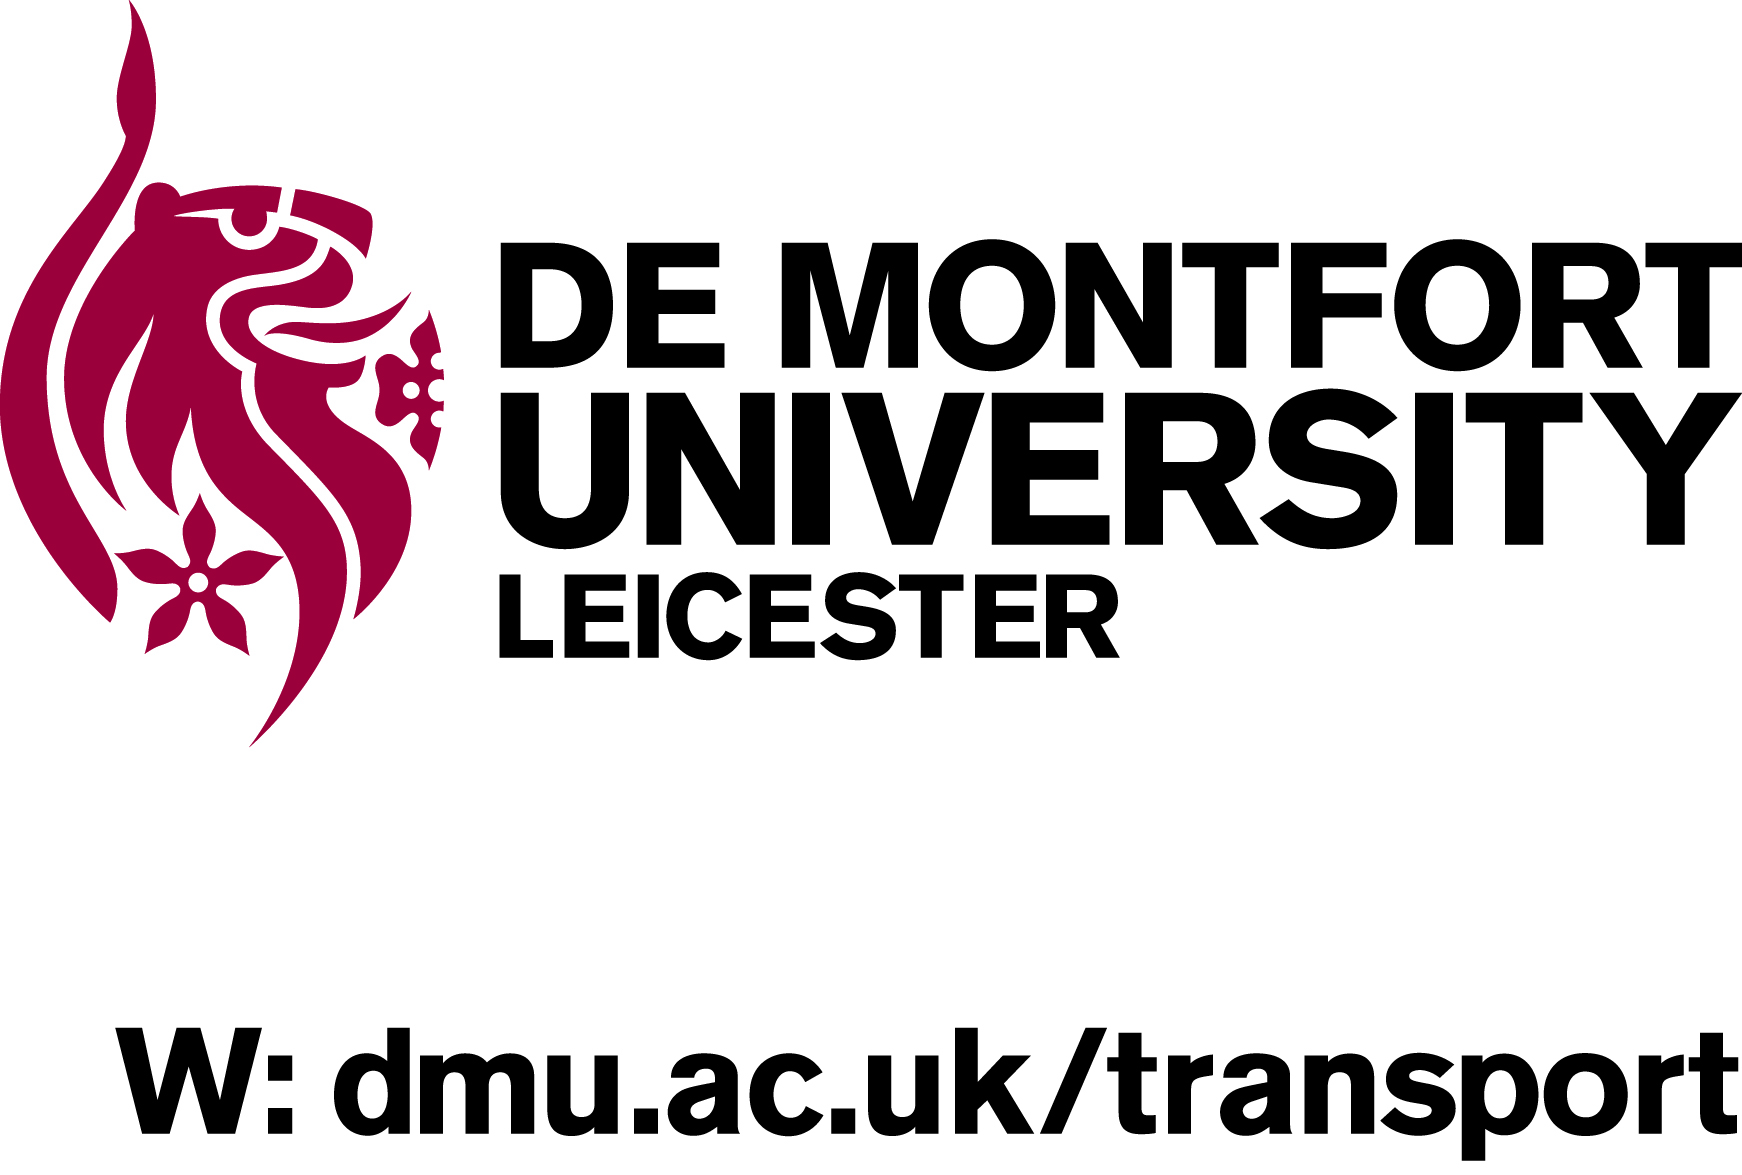 DE MONTFORT
UNIVERSITY
LEICESTER
W: dmu.ac.uk/transport